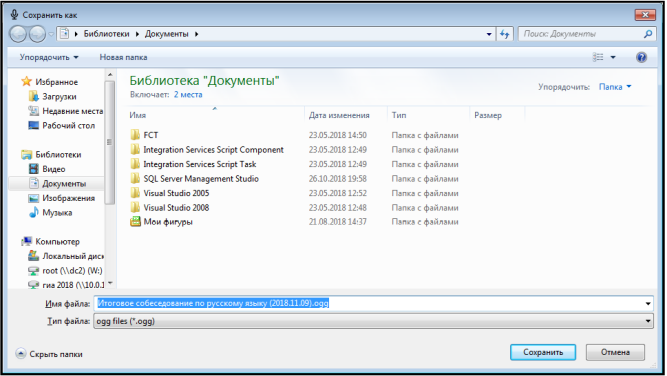 Сохранить как
Библиотеки ▸ Документы ▸
Поиск: Документы
Упорядочить
Новая папка
Избранное
Загрузки
Недавние места
Рабочий стол
Библиотеки
Видео
Документы
Изображения
Музыка
Компьютер
Локальный диск
root (\\dc2) (W:)
гиа 2018 (\\10.0.1
Библиотека "Документы"
Включает: 2 места
Упорядочить: Папка
Имя Дата изменения Тип Размер
FCT 23.05.2018 14:50 Папка с файлами
Integration Services Script Component 23.05.2018 12:49 Папка с файлами
Integration Services Script Task 23.05.2018 12:49 Папка с файлами
SQL Server Management Studio 26.10.2018 19:58 Папка с файлами
Visual Studio 2005 23.05.2018 12:52 Папка с файлами
Visual Studio 2008 23.05.2018 12:48 Папка с файлами
Мои фигуры 21.08.2018 14:37 Папка с файлами
Имя файла: Итоговое собеседование по русскому языку (2018.11.09).ogg
Тип файла: ogg files (*.ogg)
Скрыть папки
Сохранить
Отмена